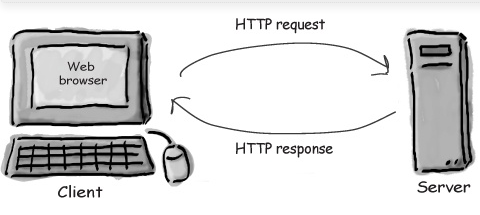 HTTP request
Web
browser
HTTP response
Client
Server